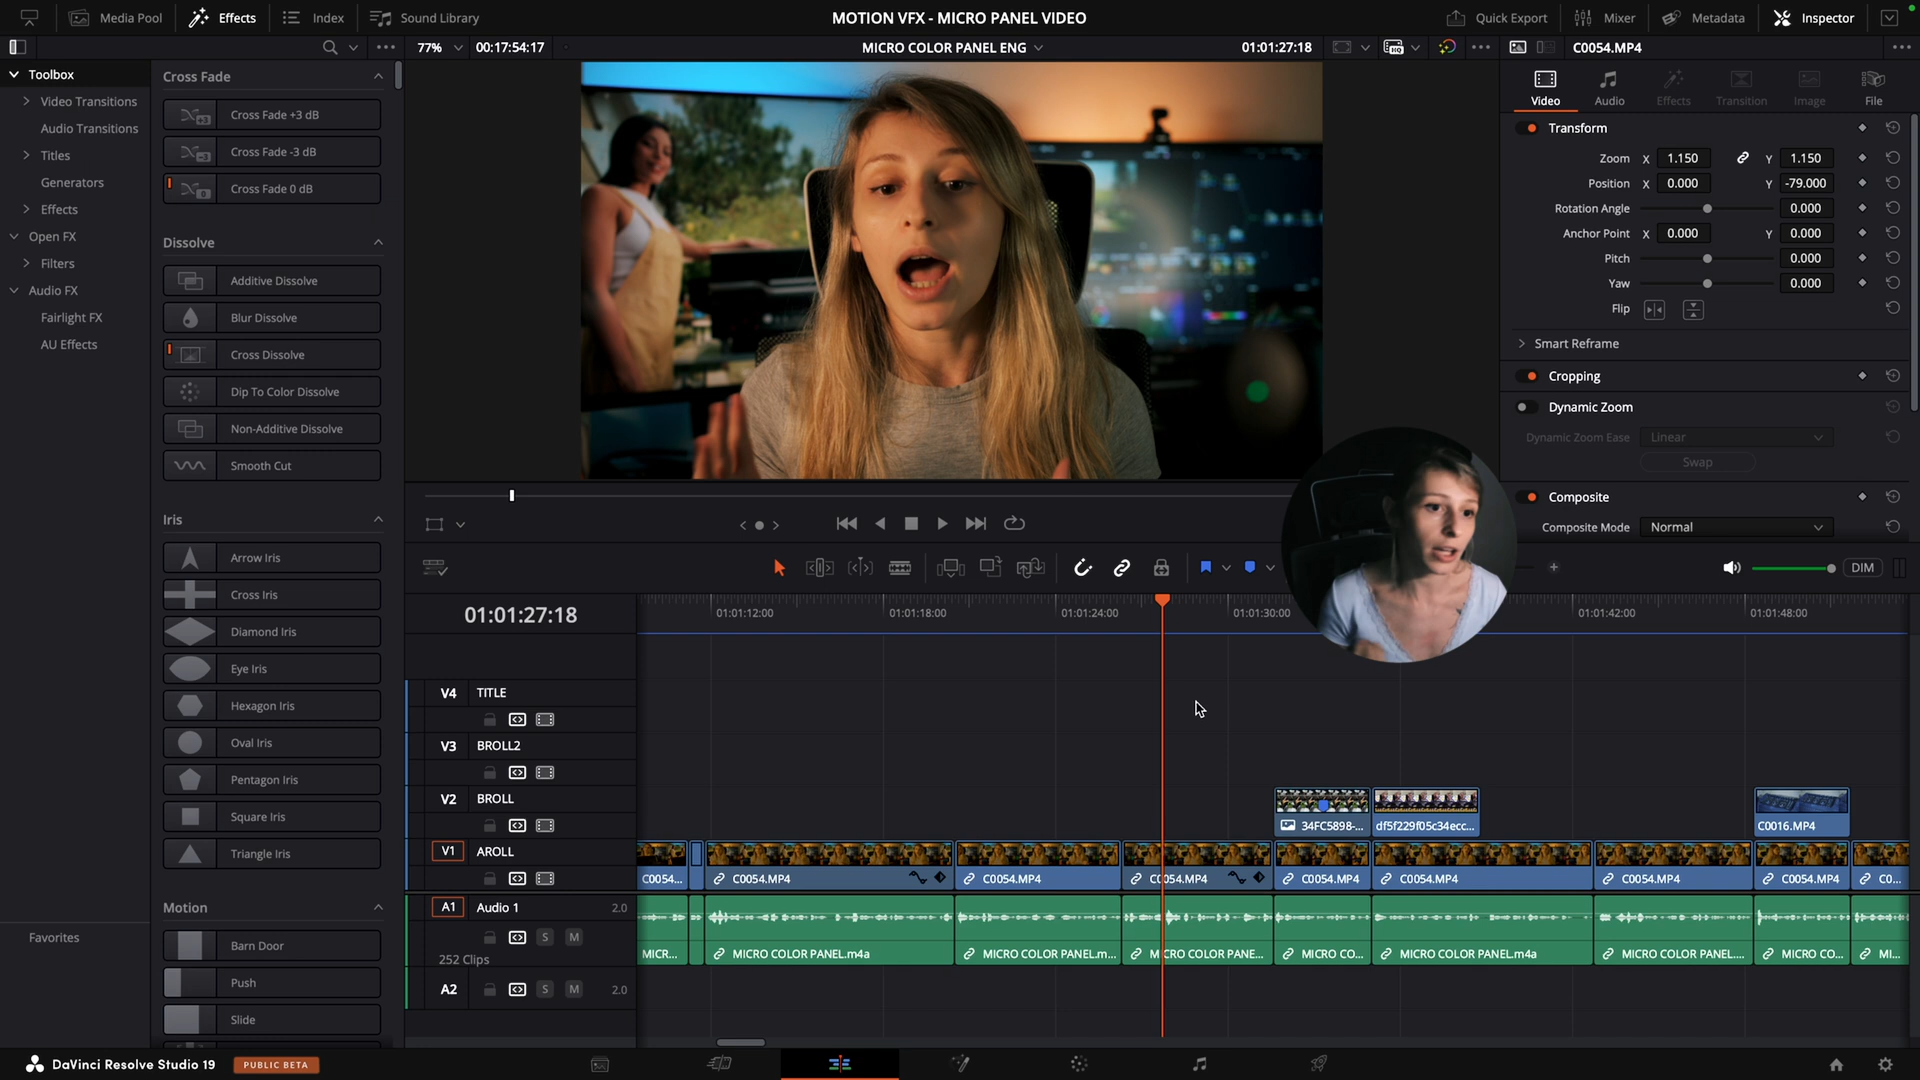 Media Pool
Effects
Index
Sound Library
MOTION VFX - MICRO PANEL VIDEO
Quick Export
Mixer
Metadata
Inspector
77%
00:17:54:17
MICRO COLOR PANEL ENG
01:01:27:18
C0054.MP4
Toolbox
Video Transitions
Audio Transitions
Titles
Generators
Effects
Open FX
Filters
Audio FX
Fairlight FX
AU Effects
Favorites
Cross Fade
Cross Fade +3 dB
Cross Fade -3 dB
Cross Fade 0 dB
Dissolve
Additive Dissolve
Blur Dissolve
Cross Dissolve
Dip To Color Dissolve
Non-Additive Dissolve
Smooth Cut
Iris
Arrow Iris
Cross Iris
Diamond Iris
Eye Iris
Hexagon Iris
Oval Iris
Pentagon Iris
Square Iris
Triangle Iris
Motion
Barn Door
Push
Slide
Video
Audio
Effects
Transition
Image
File
Transform
Zoom X 1.150 Y 1.150
Position X 0.000 Y -79.000
Rotation Angle 0.000
Anchor Point X 0.000 Y 0.000
Pitch 0.000
Yaw 0.000
Flip
Smart Reframe
Cropping
Dynamic Zoom
Dynamic Zoom Ease Linear
Swap
Composite
Composite Mode Normal
DIM
01:01:27:18
01:01:12:00
01:01:18:00
01:01:24:00
01:01:30:00
01:01:42:00
01:01:48:00
V4 TITLE
V3 BROLL2
V2 BROLL
34FC5898-...
df5f229f05c34ecc...
C0016.MP4
V1 AROLL
C0054...
C0054.MP4
C0054.MP4
C0054.MP4
C0054.MP4
C0054.MP4
C0054.MP4
C0054.MP4
C0...
A1 Audio 1 2.0
S M
252 Clips
MICR...
MICRO COLOR PANEL.m4a
MICRO COLOR PANEL.m...
MICRO COLOR PANE...
MICRO CO...
MICRO COLOR PANEL.m4a
MICRO COLOR PANEL....
MICRO CO...
MI...
A2 S M 2.0
DaVinci Resolve Studio 19
PUBLIC BETA